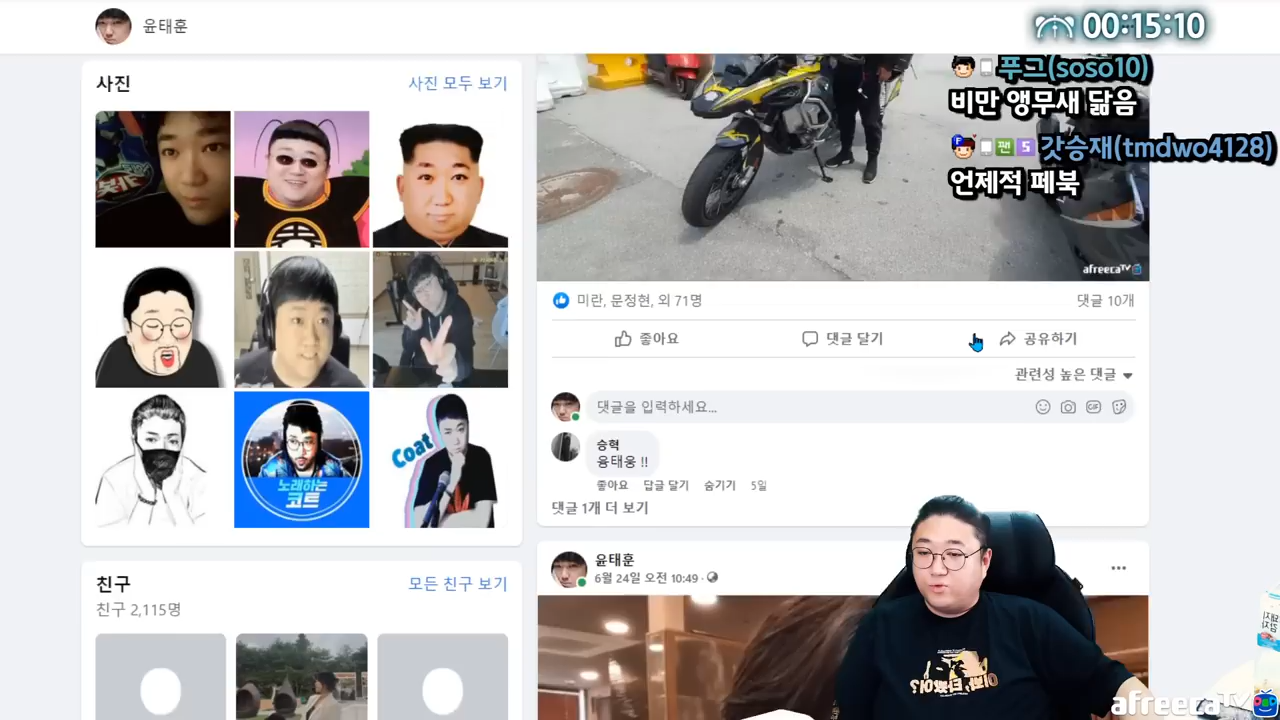 윤태훈
00:15:10
푸그(soso10)
비만 앵무새 닮음
팬 5 갓승재(tmdwo4128)
언제적 페북
사진
사진 모두 보기
노래하는
코트
Coat
친구
모든 친구 보기
친구 2,115명
afreecaTV
미란, 문정현, 외 71명
댓글 10개
좋아요
댓글 달기
공유하기
관련성 높은 댓글
댓글을 입력하세요...
GIF
승혁
융태웅 !!
좋아요 답글 달기 숨기기 5일
댓글 1개 더 보기
윤태훈
6월 24일 오전 10:49
afreecaTV